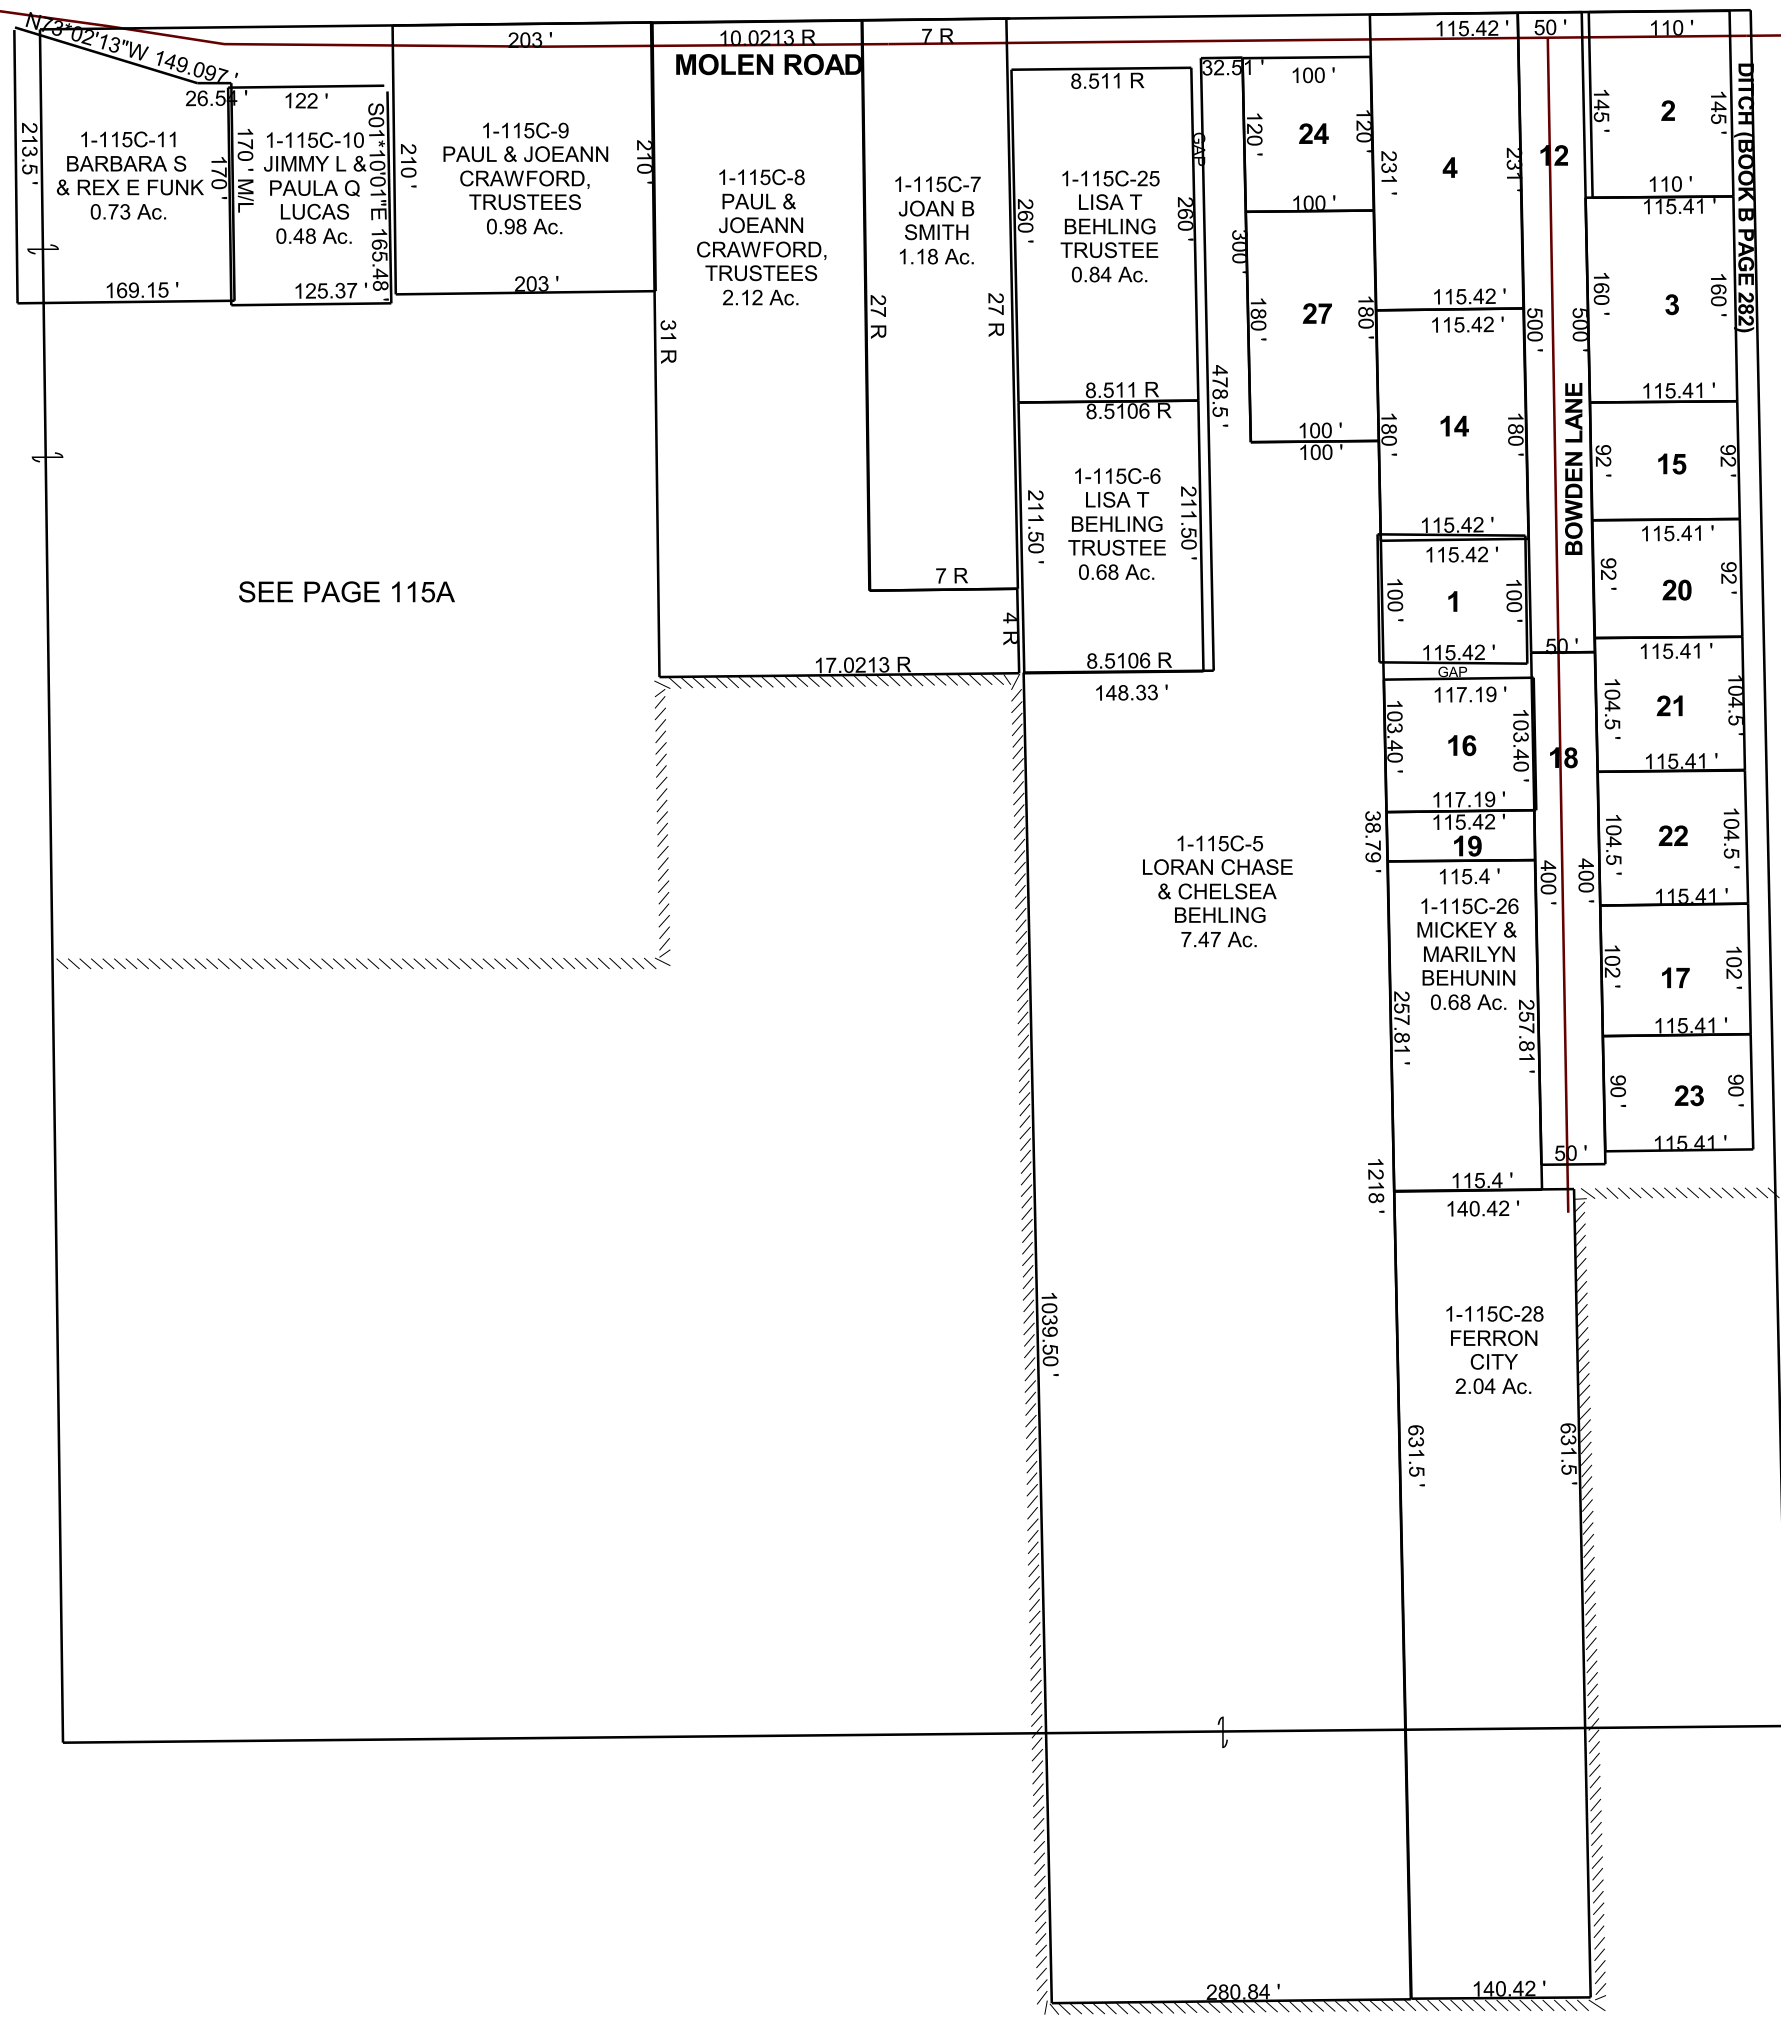 N73*02'13"W 149.097 '
26.54 '
213.5 '
1-115C-11
BARBARA S
& REX E FUNK
0.73 Ac.
170 '
169.15 '
122 '
170 ' M/L
1-115C-10
JIMMY L &
PAULA Q
LUCAS
0.48 Ac.
S01*10'01"E 165.48 '
125.37 '
203 '
210 '
1-115C-9
PAUL & JOEANN
CRAWFORD,
TRUSTEES
0.98 Ac.
210 '
203 '
MOLEN ROAD
10.0213 R
1-115C-8
PAUL &
JOEANN
CRAWFORD,
TRUSTEES
2.12 Ac.
31 R
17.0213 R
7 R
1-115C-7
JOAN B
SMITH
1.18 Ac.
27 R
27 R
7 R
4 R
8.511 R
260 '
1-115C-25
LISA T
BEHLING
TRUSTEE
0.84 Ac.
260 '
8.511 R
8.5106 R
211.50 '
1-115C-6
LISA T
BEHLING
TRUSTEE
0.68 Ac.
211.50 '
8.5106 R
148.33 '
GAP
32.51 '
478.5 '
300 '
100 '
120 '
24
120 '
100 '
180 '
27
180 '
100 '
100 '
115.42 '
231 '
4
231 '
115.42 '
115.42 '
180 '
14
180 '
115.42 '
115.42 '
100 '
1
100 '
115.42 '
GAP
117.19 '
103.40 '
16
103.40 '
117.19 '
115.42 '
38.79 '
19
115.4 '
1-115C-26
MICKEY &
MARILYN
BEHUNIN
0.68 Ac.
257.81 '
257.81 '
115.4 '
50 '
12
500 '
500 '
BOWDEN LANE
50 '
18
400 '
400 '
50 '
110 '
145 '
2
145 '
110 '
115.41 '
160 '
3
160 '
115.41 '
92 '
15
92 '
115.41 '
92 '
20
92 '
115.41 '
104.5 '
21
104.5 '
115.41 '
104.5 '
22
104.5 '
115.41 '
102 '
17
102 '
115.41 '
90 '
23
90 '
115.41 '
DITCH (BOOK B PAGE 282)
SEE PAGE 115A
1-115C-5
LORAN CHASE
& CHELSEA
BEHLING
7.47 Ac.
1218 '
1039.50 '
280.84 '
140.42 '
1-115C-28
FERRON
CITY
2.04 Ac.
631.5 '
631.5 '
140.42 '